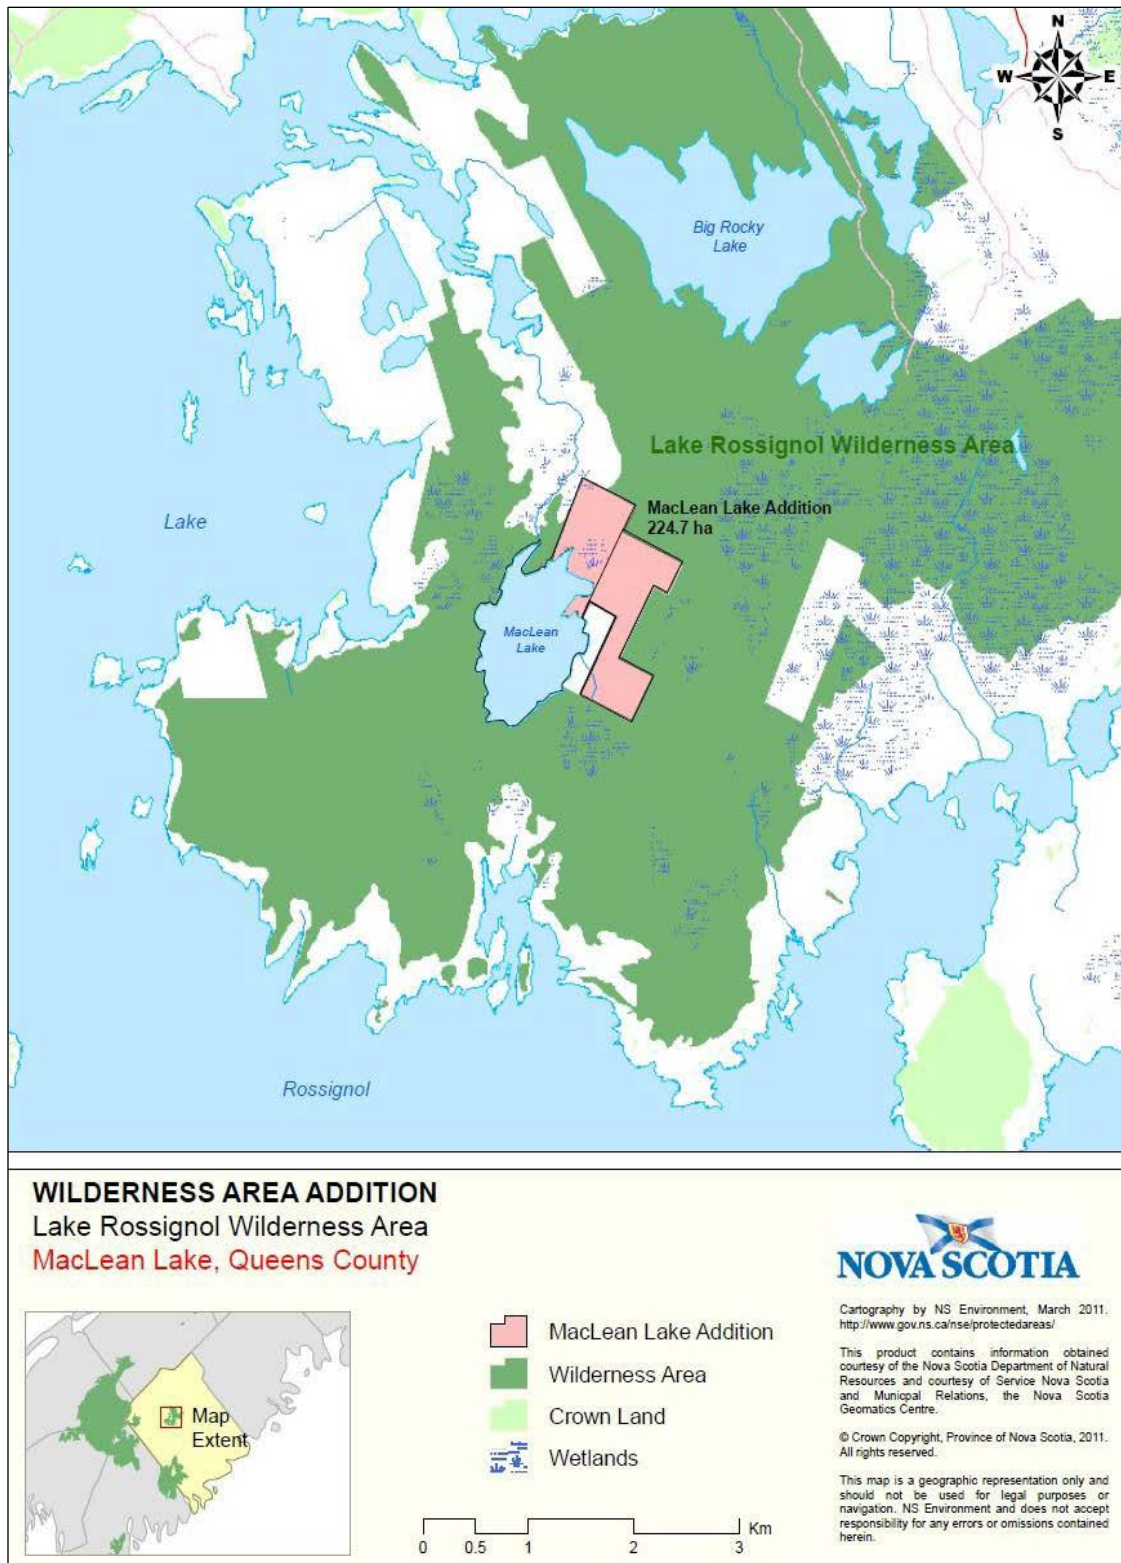 N
W E
S
Big Rocky
Lake
Lake Rossignol Wilderness Area
MacLean Lake Addition
224.7 ha
Lake
MacLean
Lake
Rossignol
WILDERNESS AREA ADDITION
Lake Rossignol Wilderness Area
MacLean Lake, Queens County
Map
Extent
MacLean Lake Addition
Wilderness Area
Crown Land
Wetlands
Km
0 0.5 1 2 3
NOVA SCOTIA
Cartography by NS Environment, March 2011.
http://www.gov.ns.ca/nse/protectedareas/
This product contains information obtained
courtesy of the Nova Scotia Department of Natural
Resources and courtesy of Service Nova Scotia
and Municpal Relations, the Nova Scotia
Geomatics Centre.
© Crown Copyright, Province of Nova Scotia, 2011.
All rights reserved.
This map is a geographic representation only and
should not be used for legal purposes or
navigation. NS Environment and does not accept
responsibility for any errors or omissions contained
herein.